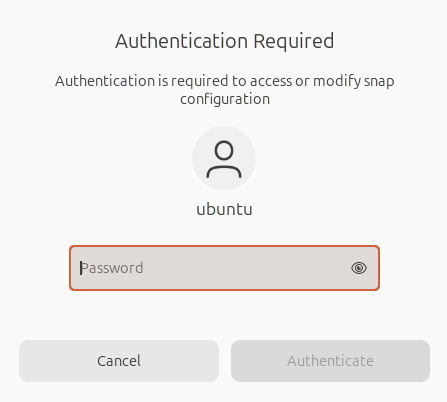 Authentication Required
Authentication is required to access or modify snap
configuration
ubuntu
Password
Cancel
Authenticate